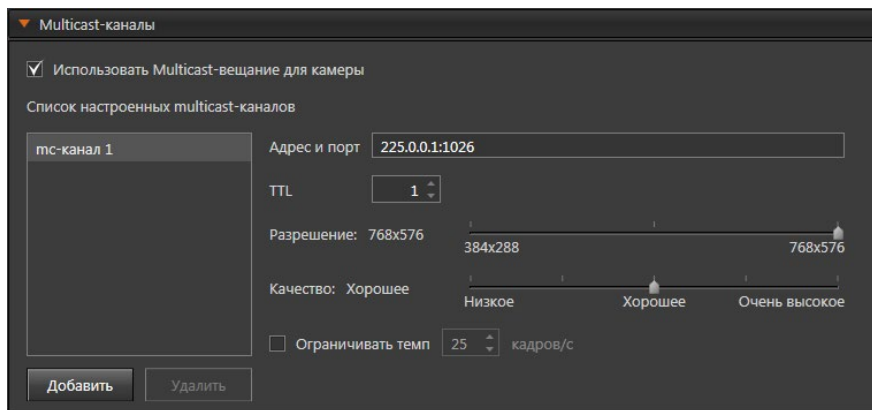 Multicast-каналы
Использовать Multicast-вещание для камеры
Список настроенных multicast-каналов
mc-канал 1
Адрес и порт 225.0.0.1:1026
TTL 1
Разрешение: 768x576
384x288 768x576
Качество: Хорошее
Низкое Хорошее Очень высокое
Ограничивать темп 25 кадров/с
Добавить Удалить